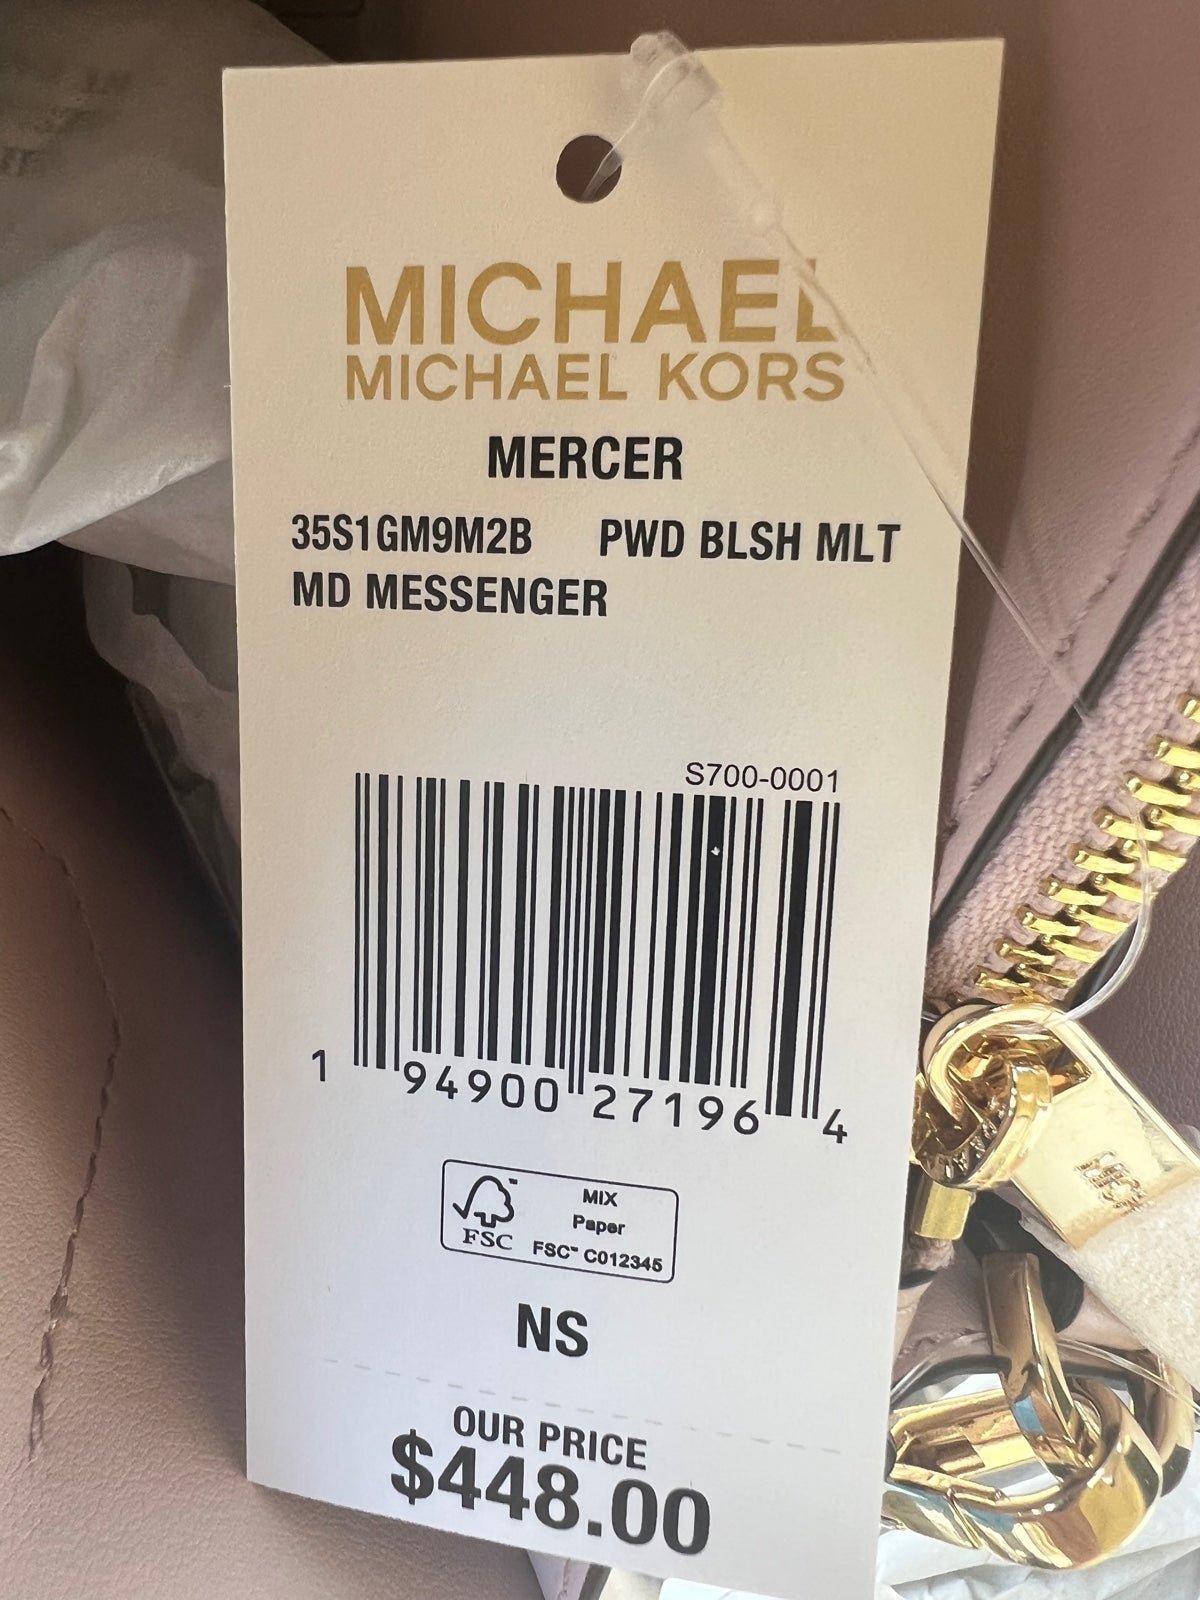 MICHAEL
MICHAEL KORS
MERCER
35S1GM9M2B PWD BLSH MLT
MD MESSENGER
S700-0001
1 94900 27196 4
FSC
MIX
Paper
FSC™ C012345
NS
OUR PRICE
$448.00